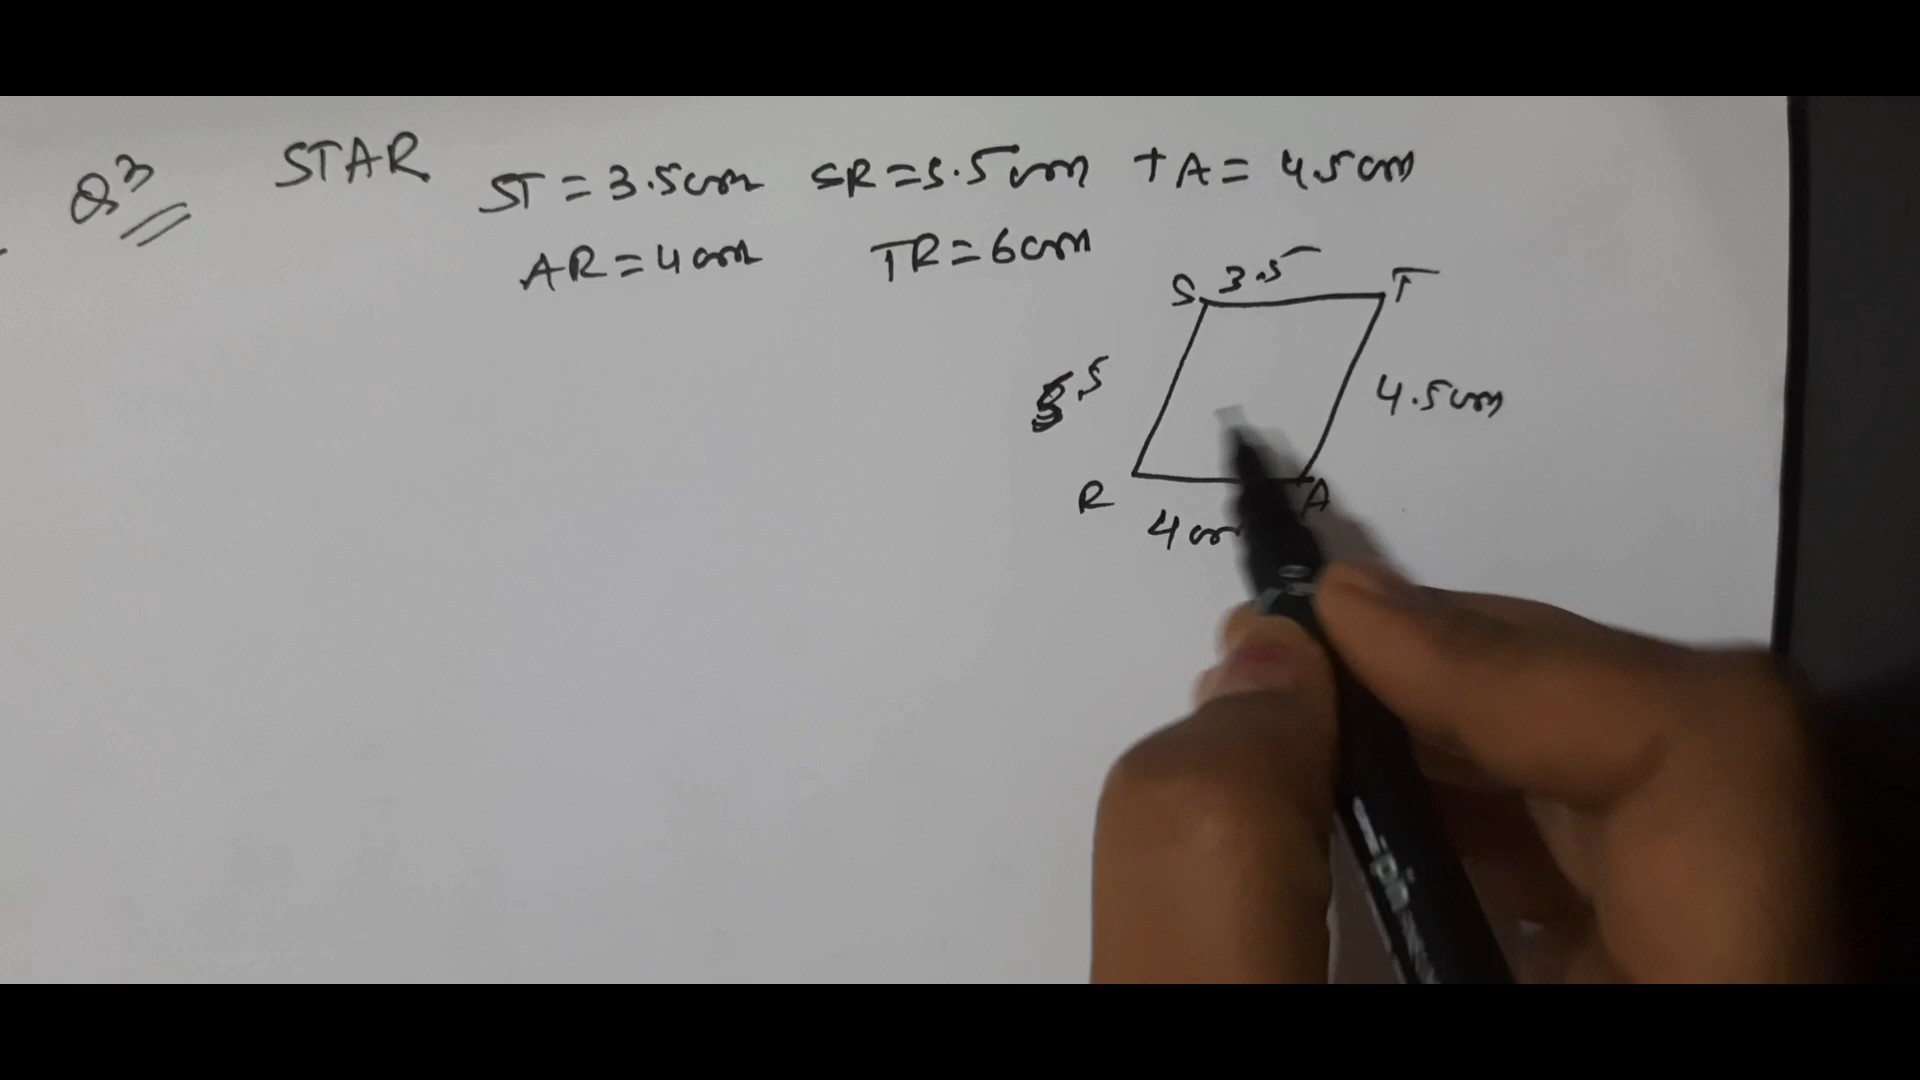 Q3 STAR ST = 3.5cm SR = 5.5cm TA = 4.5cm
AR = 4cm TR = 6cm
S 3.5 T
5.5 4.5cm
R A
4cm